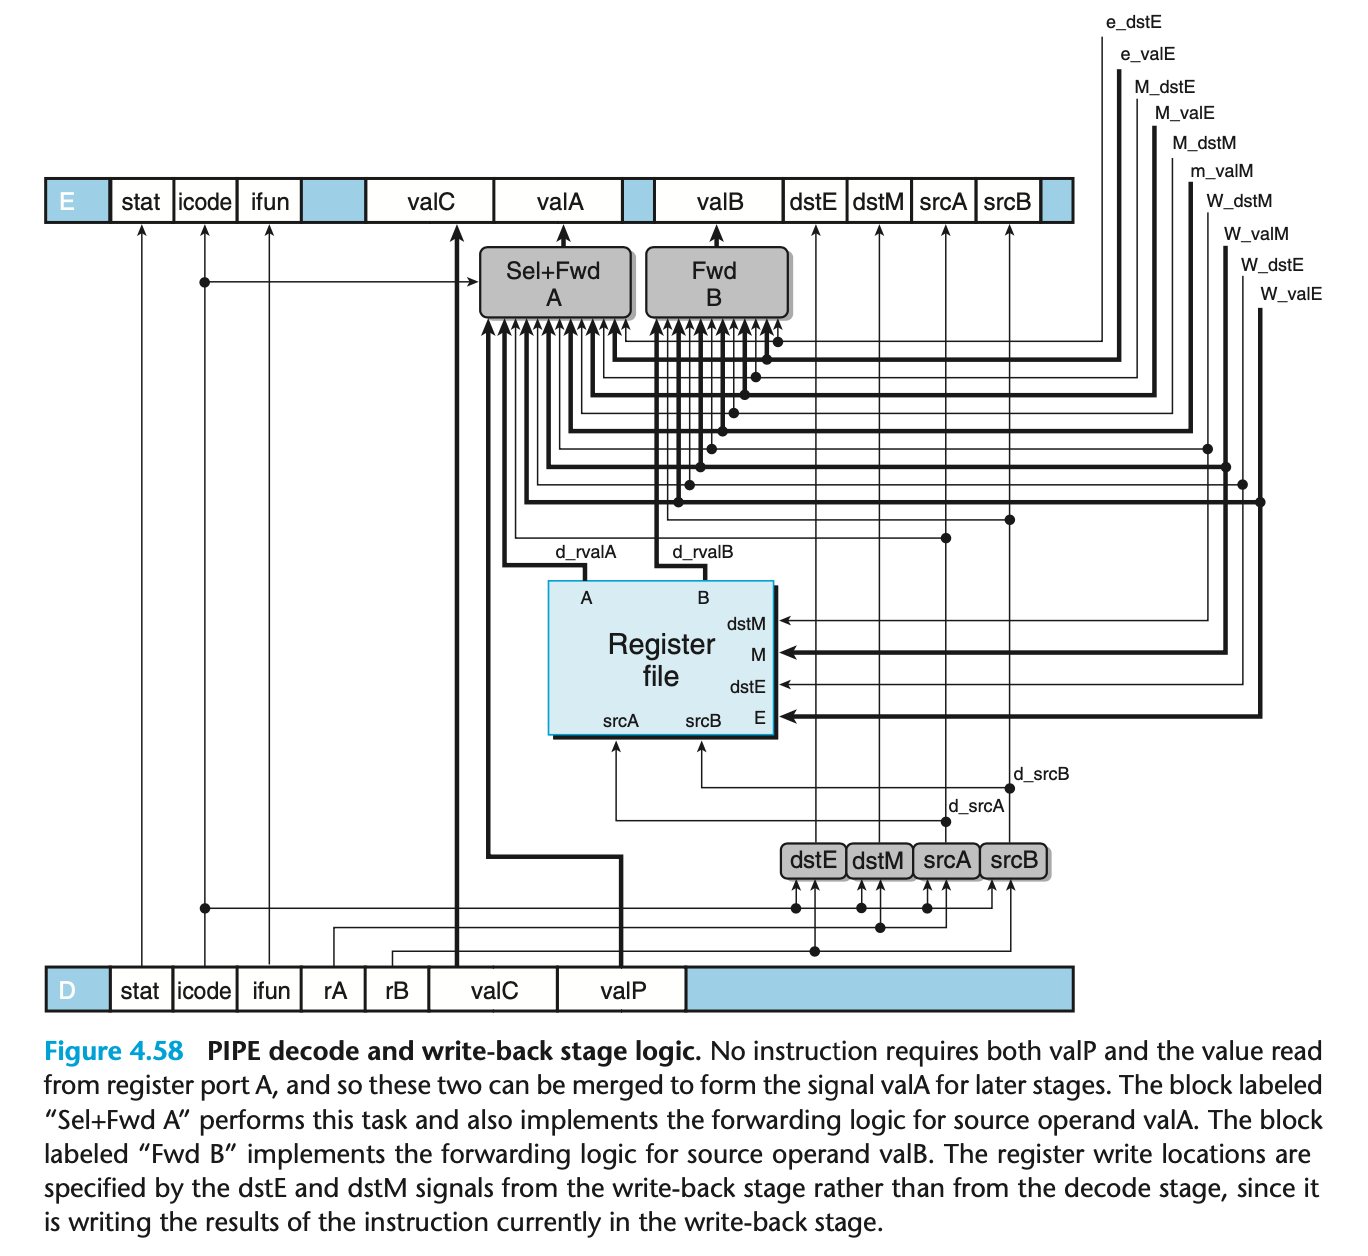 e_dstE
e_valE
M_dstE
M_valE
M_dstM
m_valM
W_dstM
W_valM
W_dstE
W_valE
E stat icode ifun valC valA valB dstE dstM srcA srcB
Sel+Fwd
A
Fwd
B
d_rvalA
d_rvalB
A
B
dstM
Register
file
M
dstE
srcA
srcB
E
d_srcB
d_srcA
dstE dstM srcA srcB
D stat icode ifun rA rB valC valP
Figure 4.58 PIPE decode and write-back stage logic. No instruction requires both valP and the value read
from register port A, and so these two can be merged to form the signal valA for later stages. The block labeled
“Sel+Fwd A” performs this task and also implements the forwarding logic for source operand valA. The block
labeled “Fwd B” implements the forwarding logic for source operand valB. The register write locations are
specified by the dstE and dstM signals from the write-back stage rather than from the decode stage, since it
is writing the results of the instruction currently in the write-back stage.